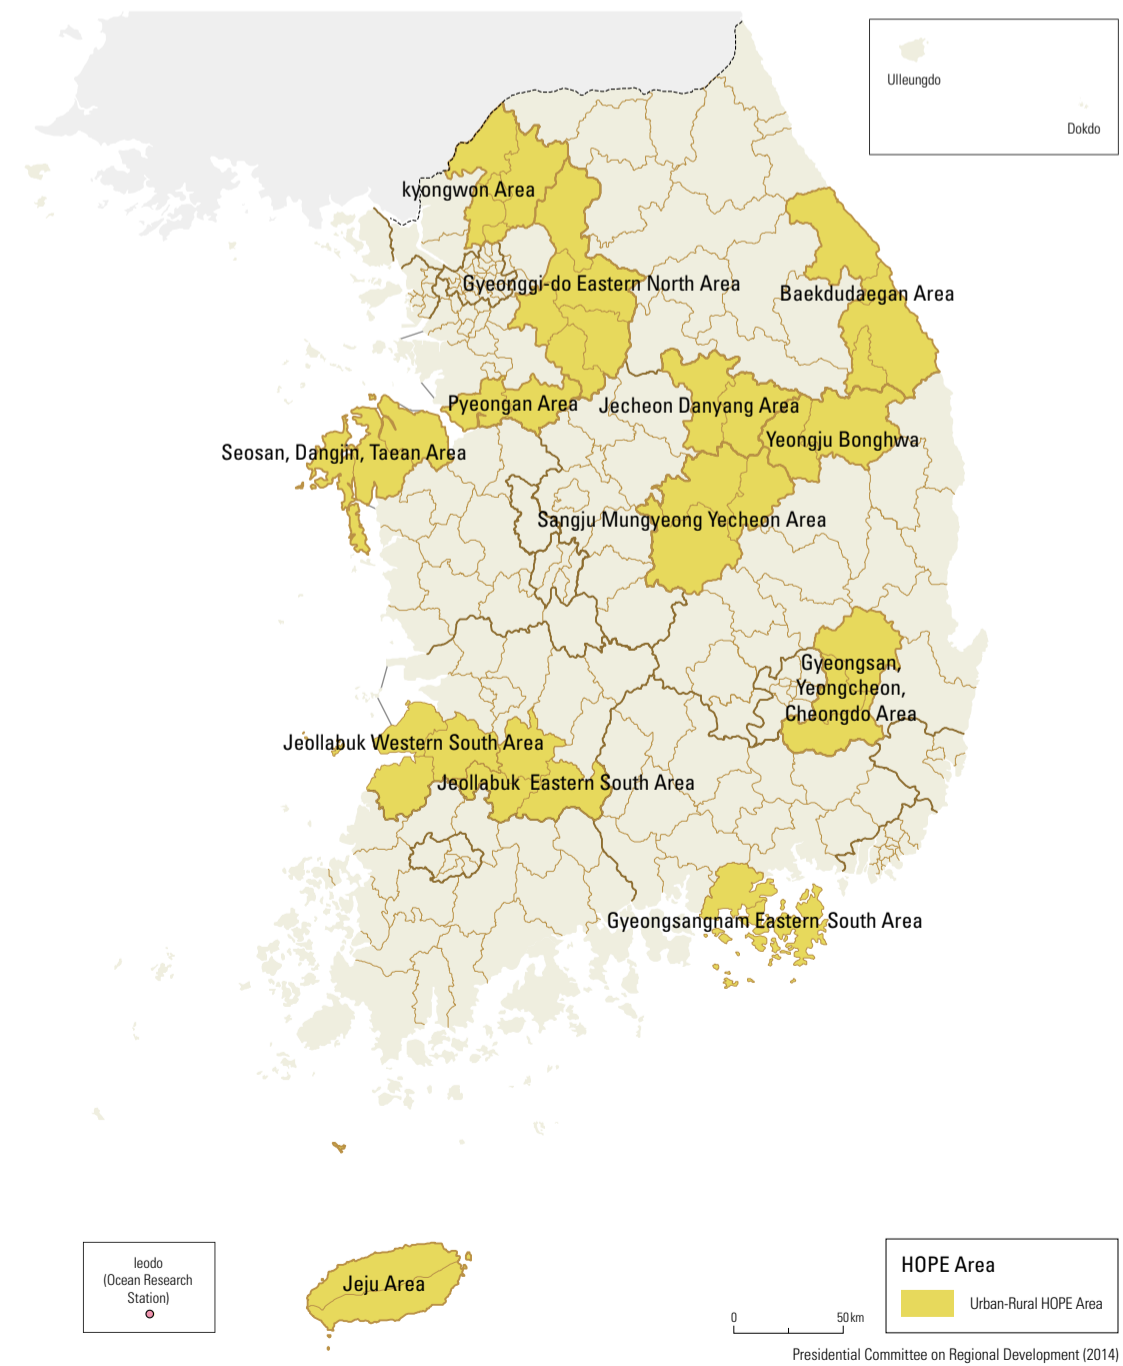 Ulleungdo
Dokdo
kyongwon Area
Gyeonggi-do Eastern North Area
Baekdudaegan Area
Pyeongan Area
Jecheon Danyang Area
Yeongju Bonghwa
Seosan, Dangjin, Taean Area
Sangju Mungyeong Yecheon Area
Gyeongsan,
Yeongcheon,
Cheongdo Area
Jeollabuk Western South Area
Jeollabuk Eastern South Area
Gyeongsangnam Eastern South Area
Jeju Area
Ieodo
(Ocean Research
Station)
0 50 km
HOPE Area
Urban-Rural HOPE Area
Presidential Committee on Regional Development (2014)